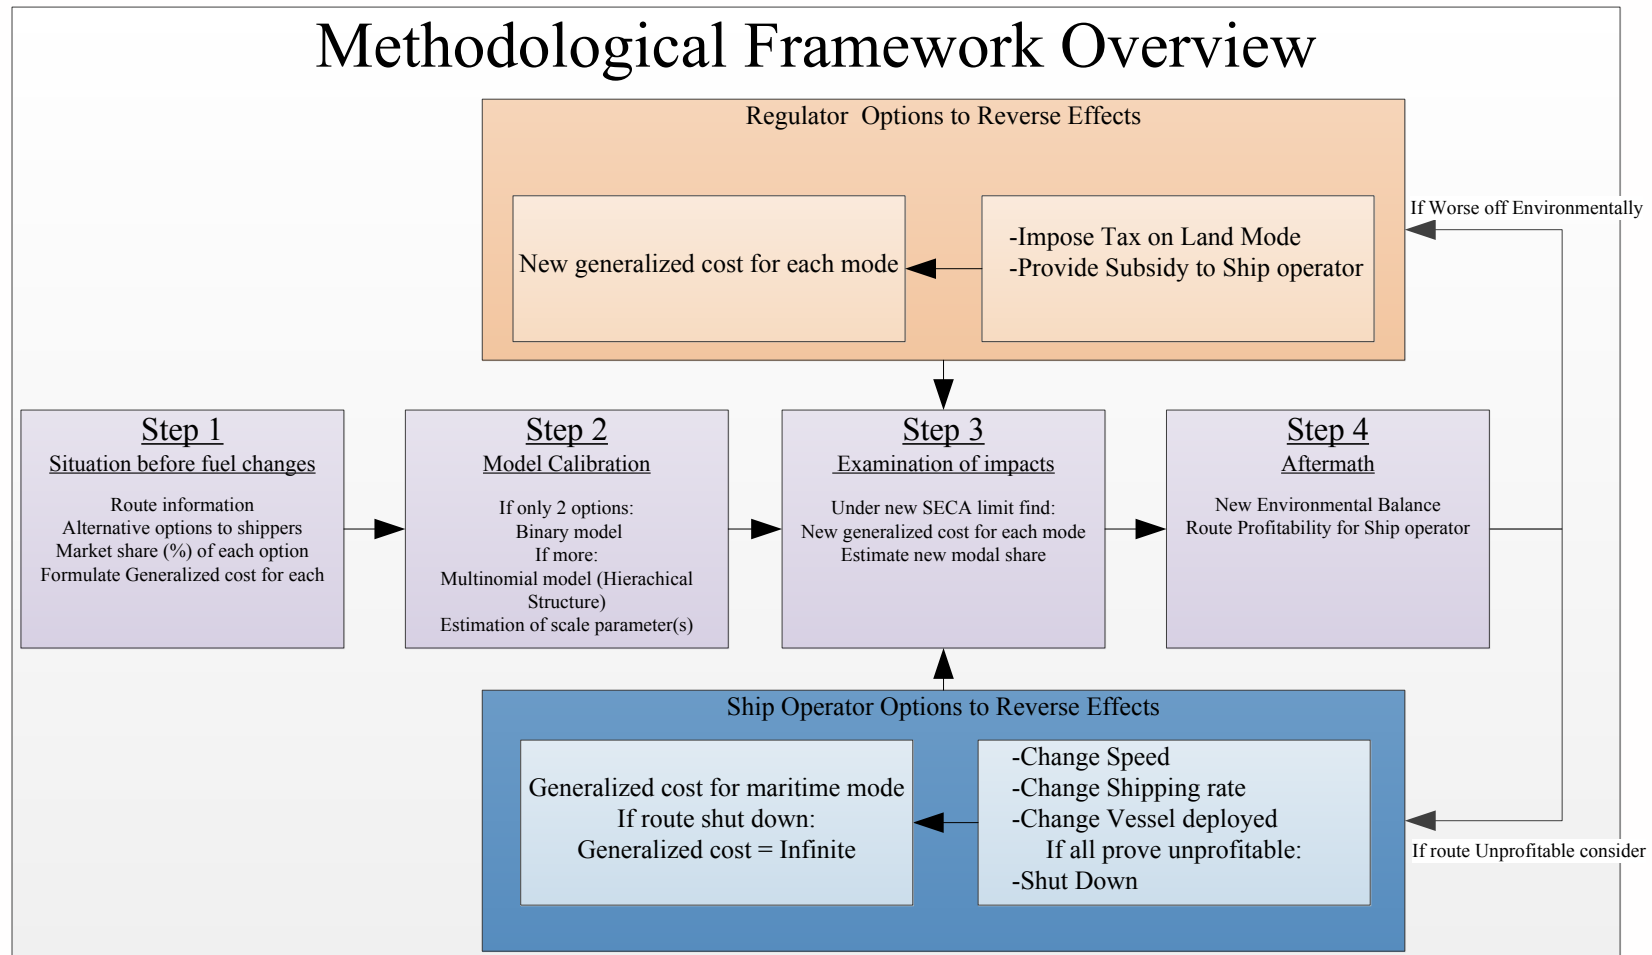 Methodological Framework Overview
Regulator Options to Reverse Effects
New generalized cost for each mode
-Impose Tax on Land Mode
-Provide Subsidy to Ship operator
If Worse off Environmentally
Step 1
Situation before fuel changes
Route information
Alternative options to shippers
Market share (%) of each option
Formulate Generalized cost for each
Step 2
Model Calibration
If only 2 options:
Binary model
If more:
Multinomial model (Hierachical
Structure)
Estimation of scale parameter(s)
Step 3
Examination of impacts
Under new SECA limit find:
New generalized cost for each mode
Estimate new modal share
Step 4
Aftermath
New Environmental Balance
Route Profitability for Ship operator
Ship Operator Options to Reverse Effects
Generalized cost for maritime mode
If route shut down:
Generalized cost = Infinite
-Change Speed
-Change Shipping rate
-Change Vessel deployed
If all prove unprofitable:
-Shut Down
If route Unprofitable consider